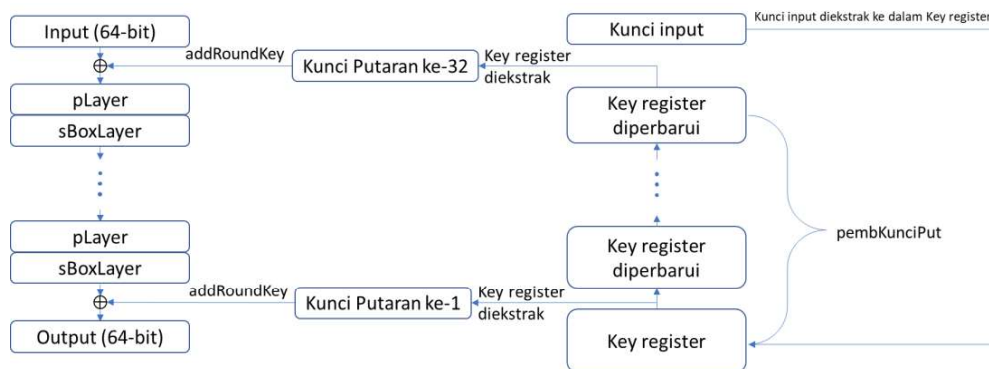 Input (64-bit)
Kunci input
Kunci input diekstrak ke dalam Key register
addRoundKey
Kunci Putaran ke-32
Key register
diekstrak
pLayer
sBoxLayer
Key register
diperbarui
pLayer
sBoxLayer
Key register
diperbarui
pembKunciPut
addRoundKey
Kunci Putaran ke-1
Key register
diekstrak
Output (64-bit)
Key register